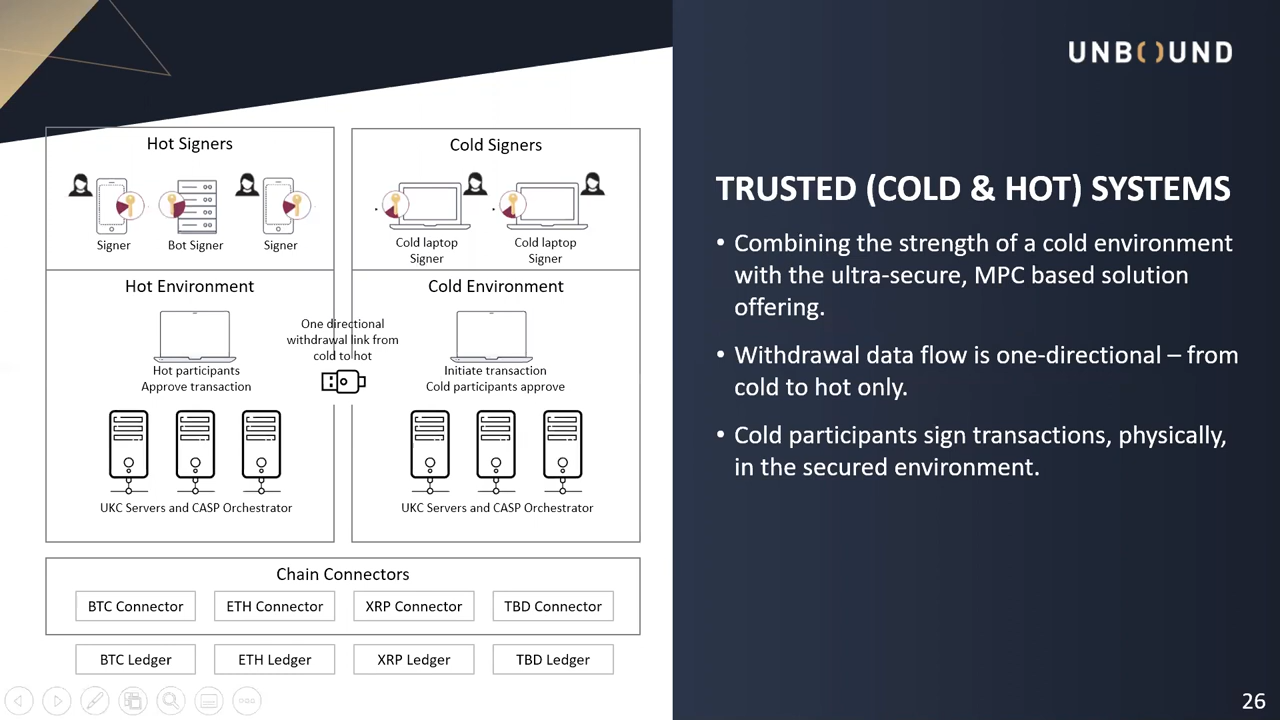 UNBOUND
Hot Signers
Signer
Bot Signer
Signer
Cold Signers
Cold laptop
Signer
Cold laptop
Signer
Hot Environment
Hot participants
Approve transaction
UKC Servers and CASP Orchestrator
One directional
withdrawal link from
cold to hot
Cold Environment
Initiate transaction
Cold participants approve
UKC Servers and CASP Orchestrator
Chain Connectors
BTC Connector
ETH Connector
XRP Connector
TBD Connector
BTC Ledger
ETH Ledger
XRP Ledger
TBD Ledger
TRUSTED (COLD & HOT) SYSTEMS
• Combining the strength of a cold environment
with the ultra-secure, MPC based solution
offering.
• Withdrawal data flow is one-directional – from
cold to hot only.
• Cold participants sign transactions, physically,
in the secured environment.
26